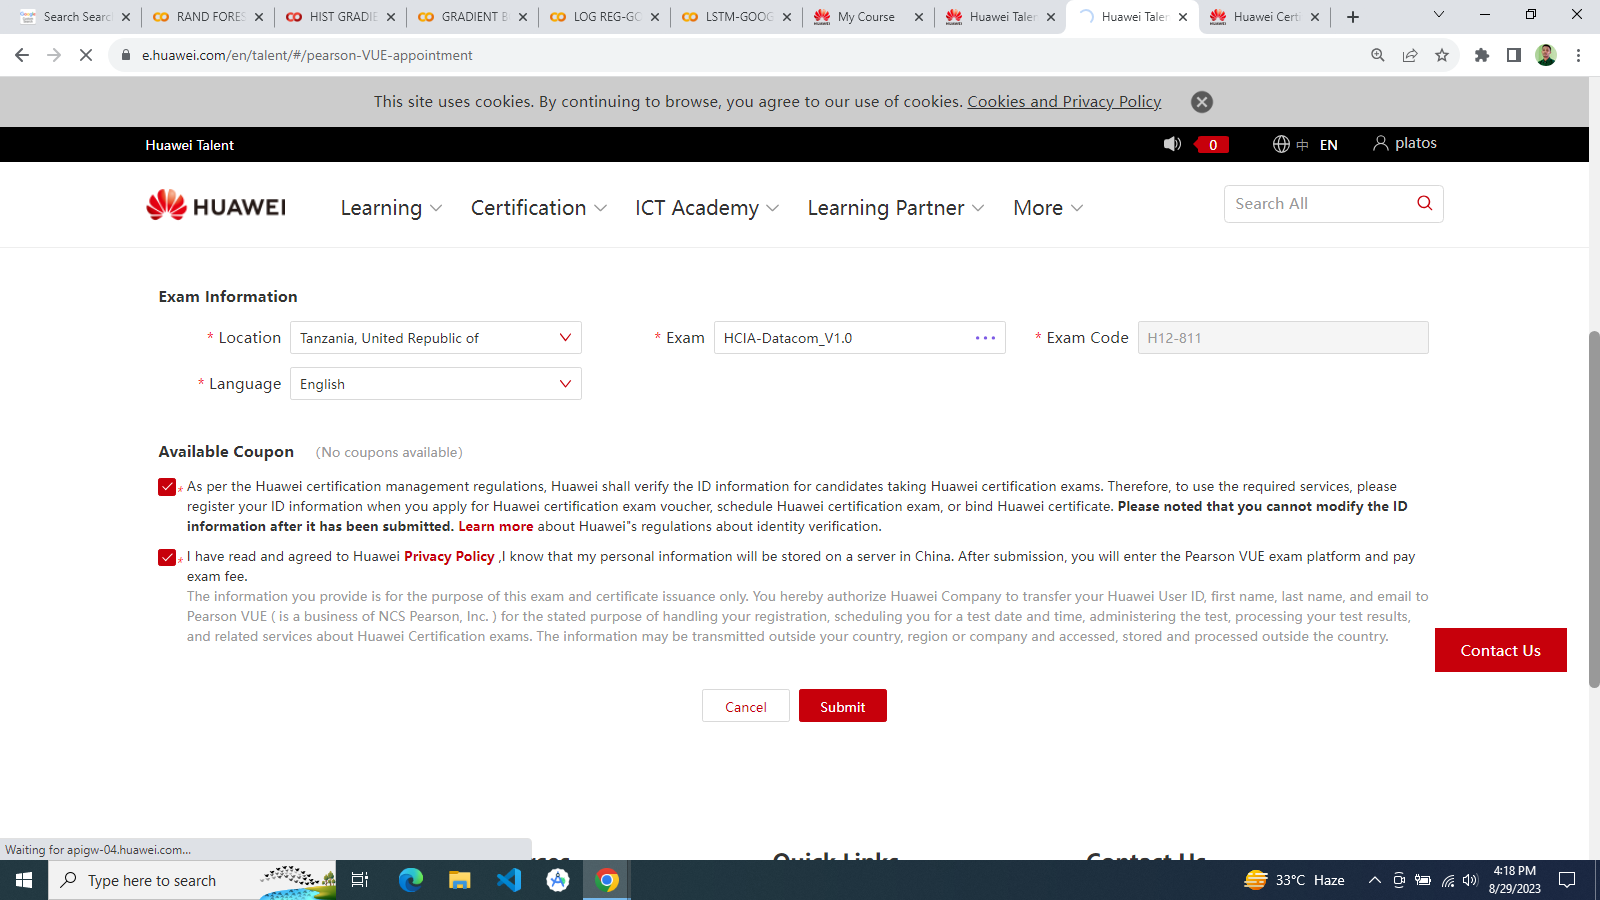 Search Search
RAND FORES
HIST GRADIE
GRADIENT B
LOG REG-GO
LSTM-GOOG
My Course
Huawei Talen
Huawei Talen
Huawei Certi
e.huawei.com/en/talent/#/pearson-VUE-appointment
This site uses cookies. By continuing to browse, you agree to our use of cookies. Cookies and Privacy Policy
Huawei Talent
0
中 EN
platos
HUAWEI
Learning
Certification
ICT Academy
Learning Partner
More
Search All
Exam Information
* Location
Tanzania, United Republic of
* Exam
HCIA-Datacom_V1.0
* Exam Code
H12-811
* Language
English
Available Coupon
(No coupons available)
* As per the Huawei certification management regulations, Huawei shall verify the ID information for candidates taking Huawei certification exams. Therefore, to use the required services, please
register your ID information when you apply for Huawei certification exam voucher, schedule Huawei certification exam, or bind Huawei certificate. Please noted that you cannot modify the ID
information after it has been submitted. Learn more about Huawei"s regulations about identity verification.
* I have read and agreed to Huawei Privacy Policy ,I know that my personal information will be stored on a server in China. After submission, you will enter the Pearson VUE exam platform and pay
exam fee.
The information you provide is for the purpose of this exam and certificate issuance only. You hereby authorize Huawei Company to transfer your Huawei User ID, first name, last name, and email to
Pearson VUE ( is a business of NCS Pearson, Inc. ) for the stated purpose of handling your registration, scheduling you for a test date and time, administering the test, processing your test results,
and related services about Huawei Certification exams. The information may be transmitted outside your country, region or company and accessed, stored and processed outside the country.
Contact Us
Cancel
Submit
Quick Links
Contact Us
Waiting for apigw-04.huawei.com...
Type here to search
33°C Haze
4:18 PM
8/29/2023